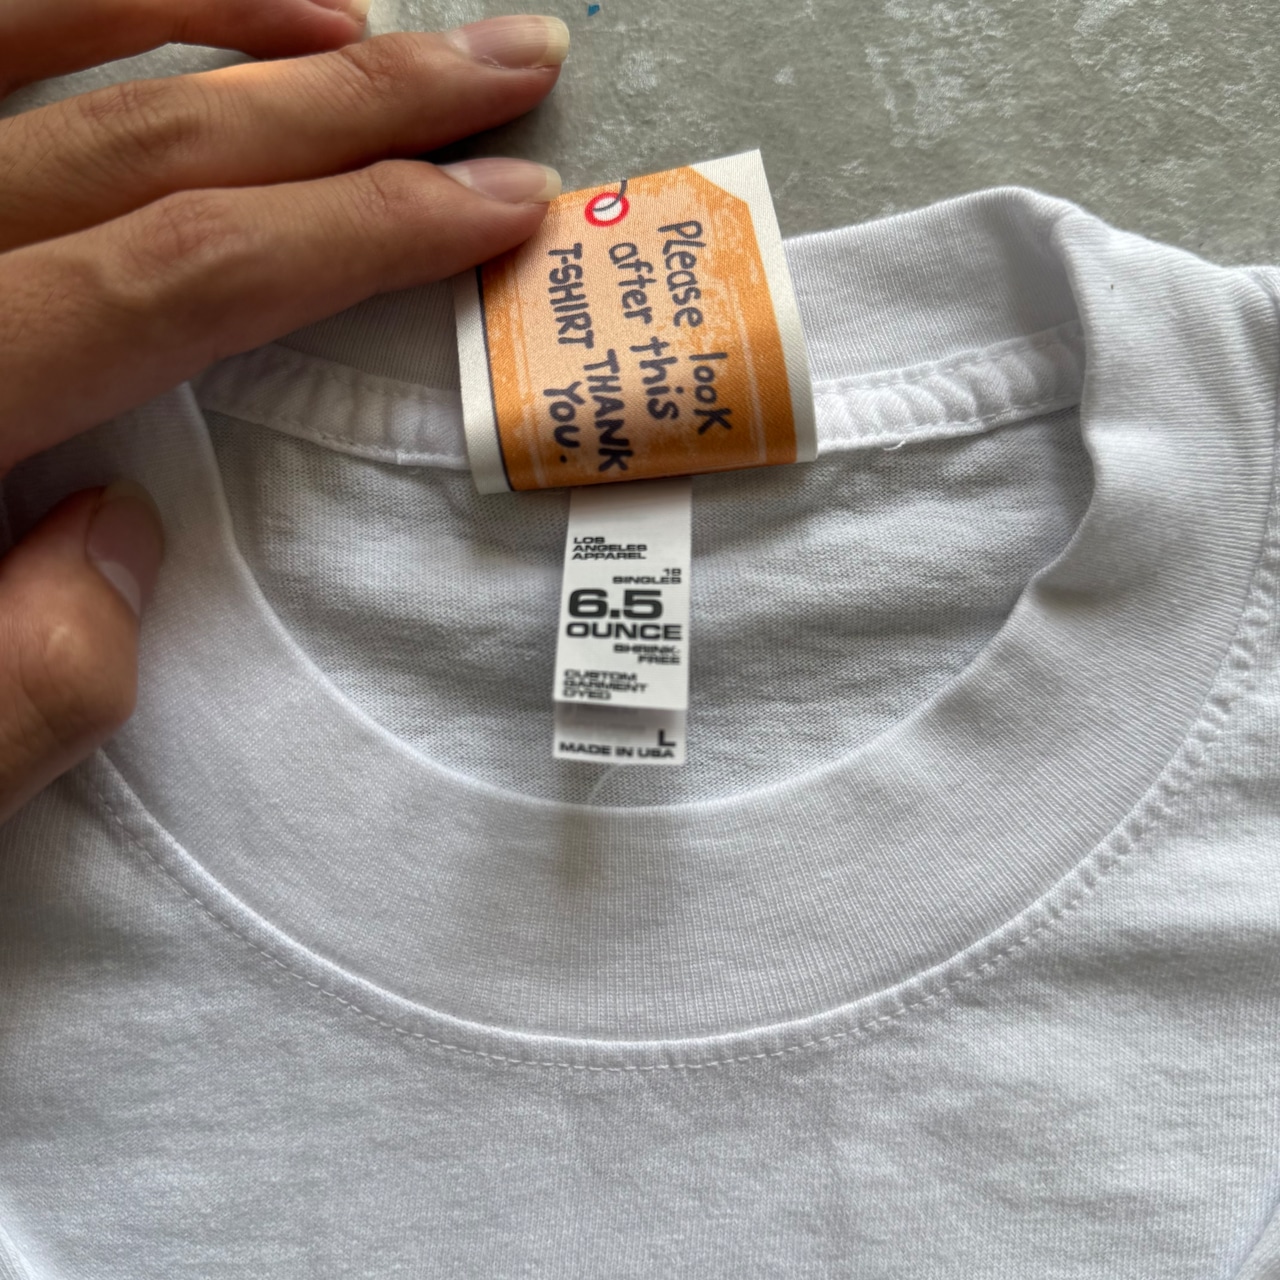 Please look
after this
T-SHIRT THANK
YOU.
LOS
ANGELES
APPAREL
18
SINGLES
6.5
OUNCE
SHRINK-
FREE
CUSTOM
GARMENT
DYED
L
MADE IN USA